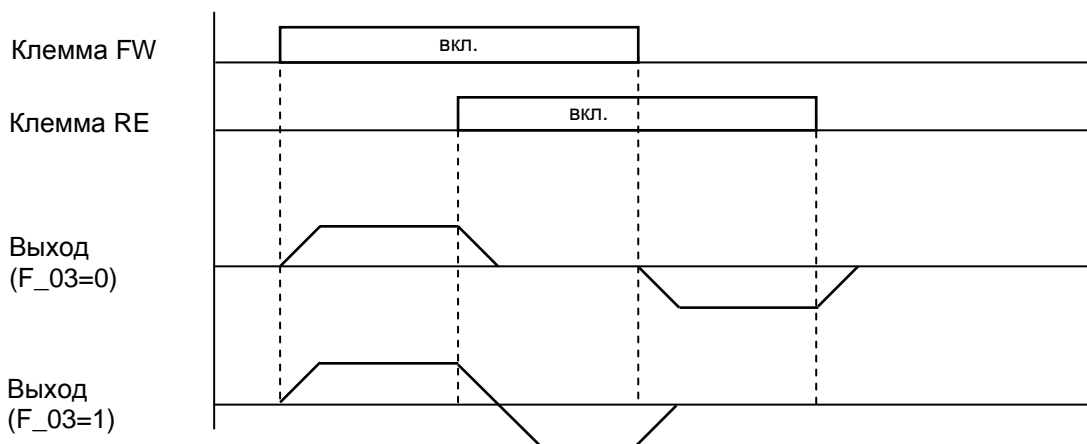 Клемма FW
вкл.
Клемма RE
вкл.
Выход
(F_03=0)
Выход
(F_03=1)